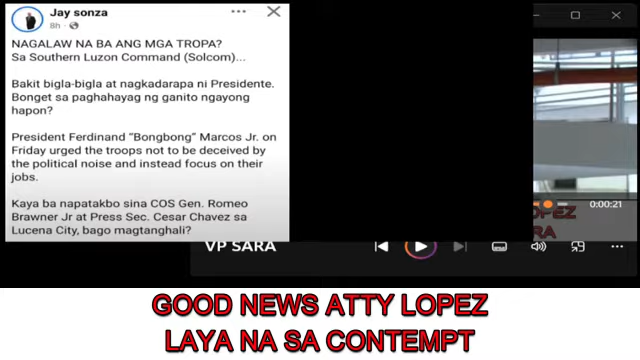 Jay sonza
8h
NAGALAW NA BA ANG MGA TROPA?
Sa Southern Luzon Command (Solcom)...
Bakit bigla-bigla at nagkadarapa ni Presidente.
Bonget sa paghahayag ng ganito ngayong
hapon?
President Ferdinand "Bongbong" Marcos Jr. on
Friday urged the troops not to be deceived by
the political noise and instead focus on their
jobs.
Kaya ba napatakbo sina COS Gen. Romeo
Brawner Jr at Press Sec. Cesar Chavez sa
Lucena City, bago magtanghali?
0:00:21
VP SARA
GOOD NEWS ATTY LOPEZ
LAYA NA SA CONTEMPT